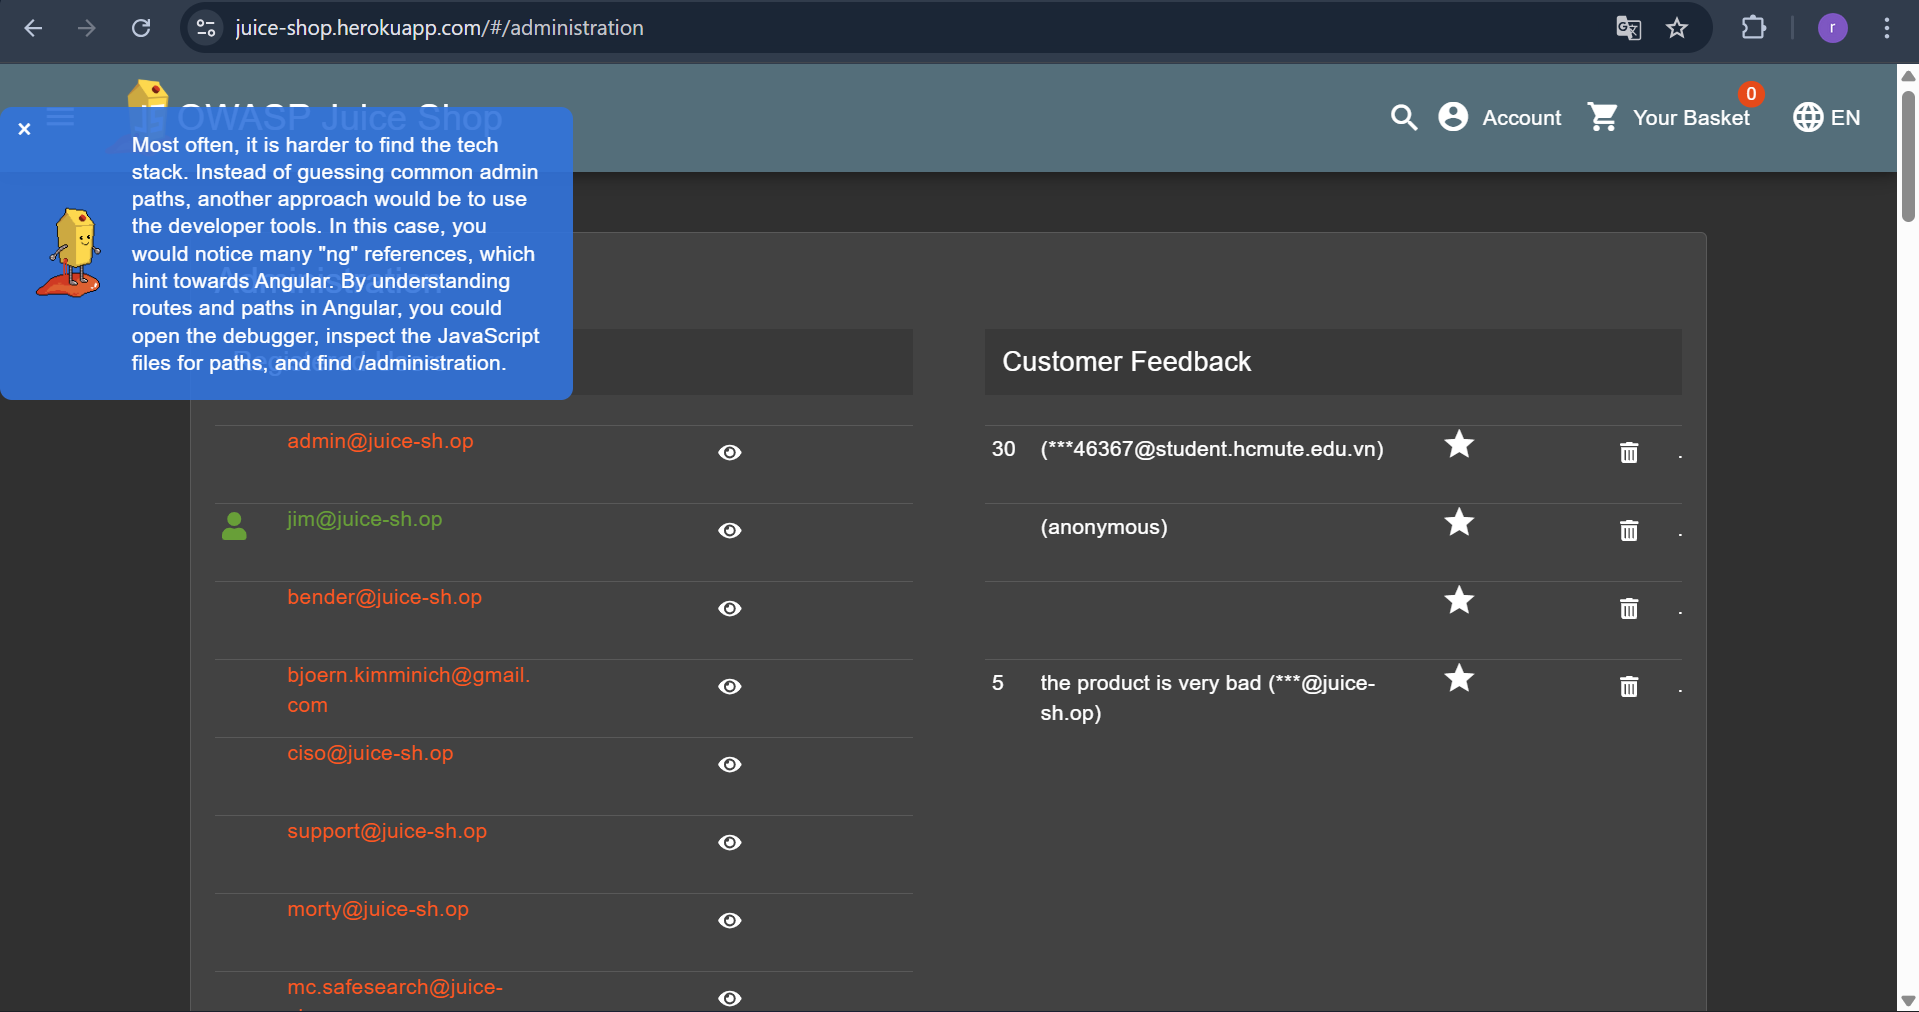 juice-shop.herokuapp.com/#/administration
r
OWASP Juice Shop
Account
0
Your Basket
EN
×
Most often, it is harder to find the tech
stack. Instead of guessing common admin
paths, another approach would be to use
the developer tools. In this case, you
would notice many "ng" references, which
hint towards Angular. By understanding
routes and paths in Angular, you could
open the debugger, inspect the JavaScript
files for paths, and find /administration.
Administration
Registered Users
admin@juice-sh.op
jim@juice-sh.op
bender@juice-sh.op
bjoern.kimminich@gmail.
com
ciso@juice-sh.op
support@juice-sh.op
morty@juice-sh.op
mc.safesearch@juice-
Customer Feedback
30 (***46367@student.hcmute.edu.vn) .
(anonymous) .
.
5 the product is very bad (***@juice- .
sh.op)